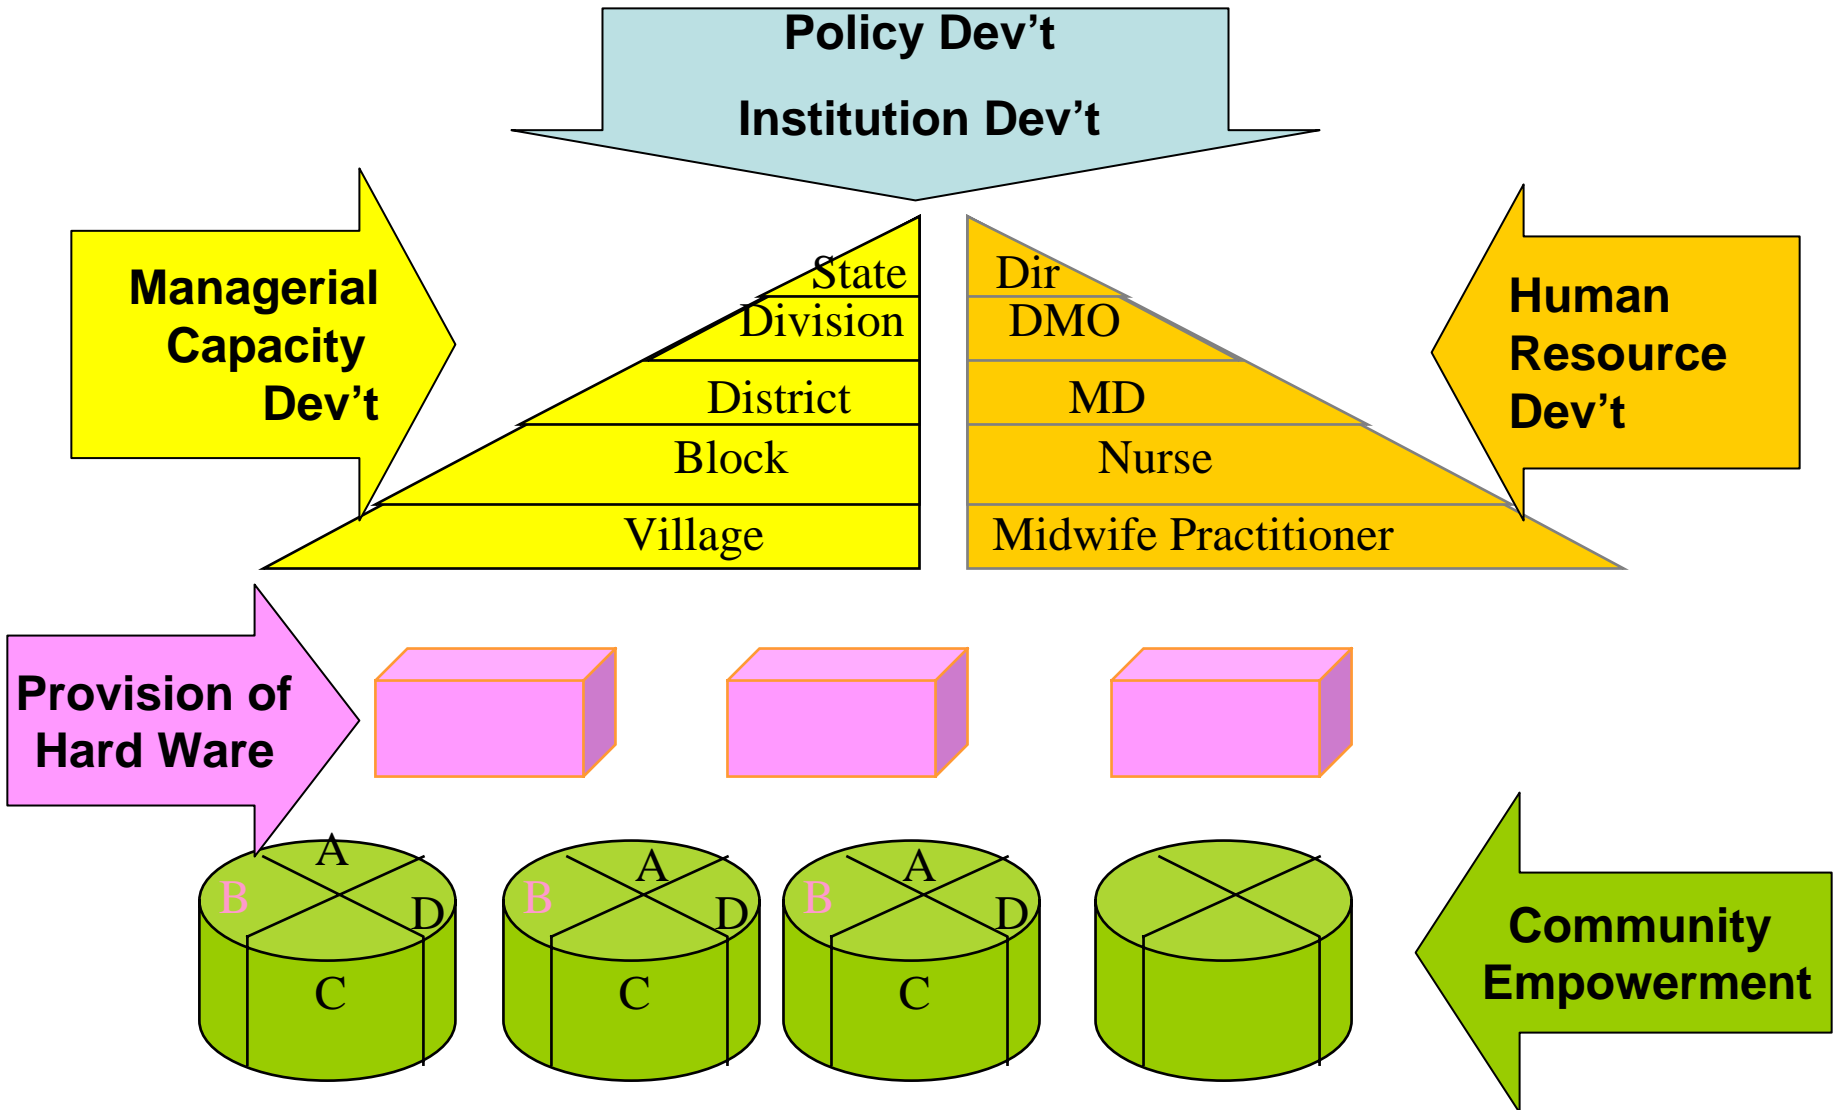 Policy Dev’t
Institution Dev’t
Managerial
Capacity
Dev’t
State
Division
District
Block
Village
Dir
DMO
MD
Nurse
Midwife Practitioner
Human
Resource
Dev’t
Provision of
Hard Ware
A
B
D
C
A
B
D
C
A
B
D
C
Community
Empowerment